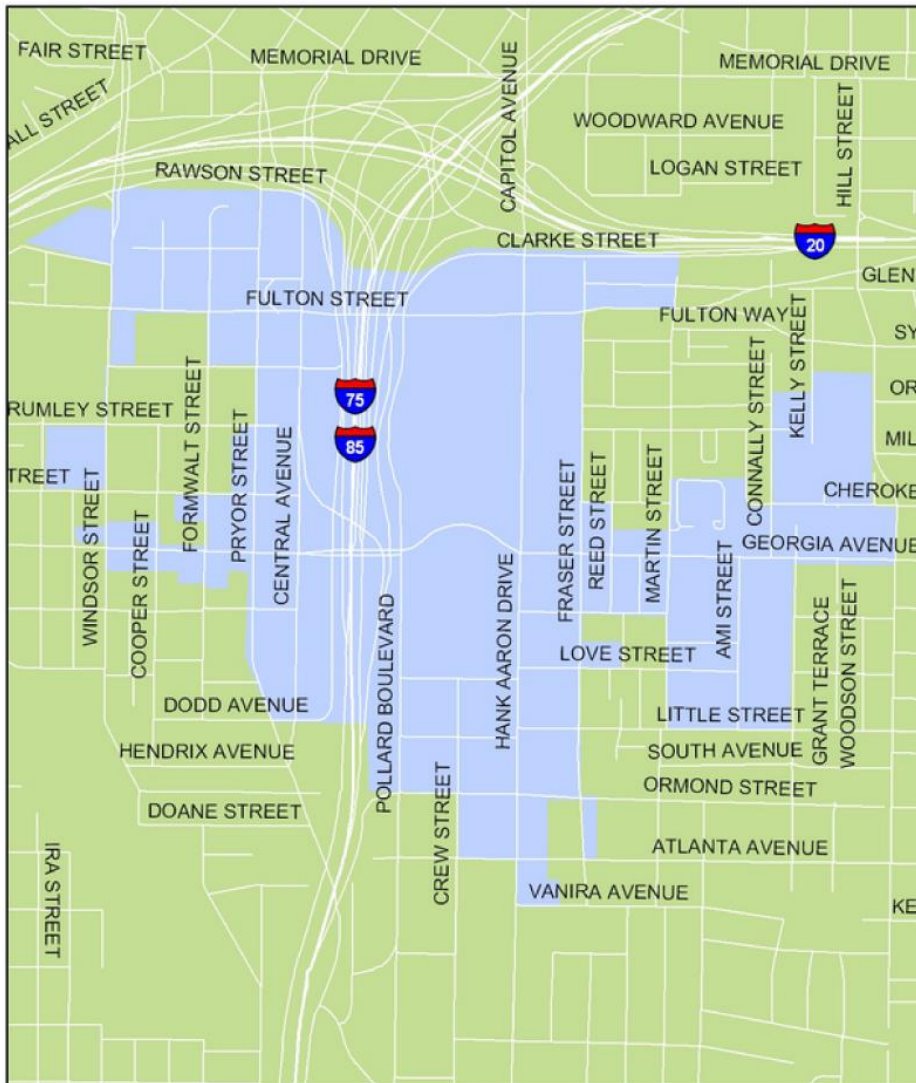 FAIR STREET
MEMORIAL DRIVE
CAPITOL AVENUE
MEMORIAL DRIVE
ALL STREET
WOODWARD AVENUE
HILL STREET
LOGAN STREET
RAWSON STREET
CLARKE STREET
20
GLEN
FULTON STREET
FULTON WAY
SY
KELLY STREET
CONNALLY STREET
75
OR
RUMLEY STREET
FORMWALT STREET
85
MIL
TREET
PRYOR STREET
CENTRAL AVENUE
CHEROKE
WINDSOR STREET
COOPER STREET
FRASER STREET
REED STREET
MARTIN STREET
GEORGIA AVENUE
AMI STREET
POLLARD BOULEVARD
HANK AARON DRIVE
LOVE STREET
GRANT TERRACE
WOODSON STREET
DODD AVENUE
LITTLE STREET
HENDRIX AVENUE
SOUTH AVENUE
DOANE STREET
ORMOND STREET
CREW STREET
IRA STREET
ATLANTA AVENUE
VANIRA AVENUE
KE